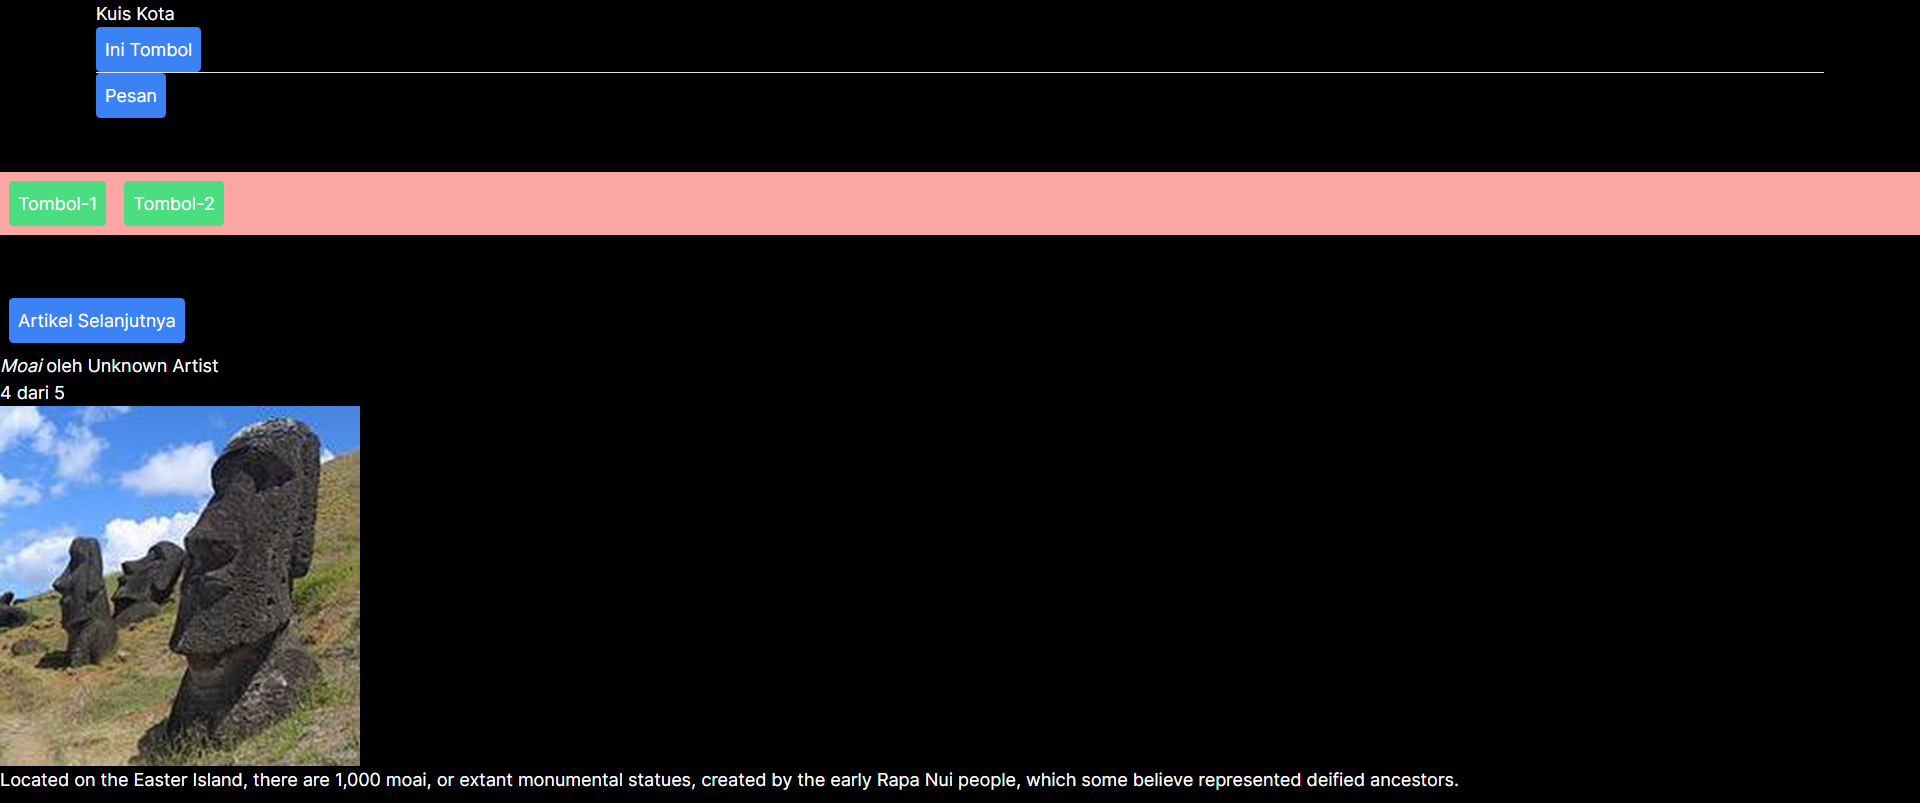 Kuis Kota
Ini Tombol
Pesan
Tombol-1 Tombol-2
Artikel Selanjutnya
Moai oleh Unknown Artist
4 dari 5
Located on the Easter Island, there are 1,000 moai, or extant monumental statues, created by the early Rapa Nui people, which some believe represented deified ancestors.